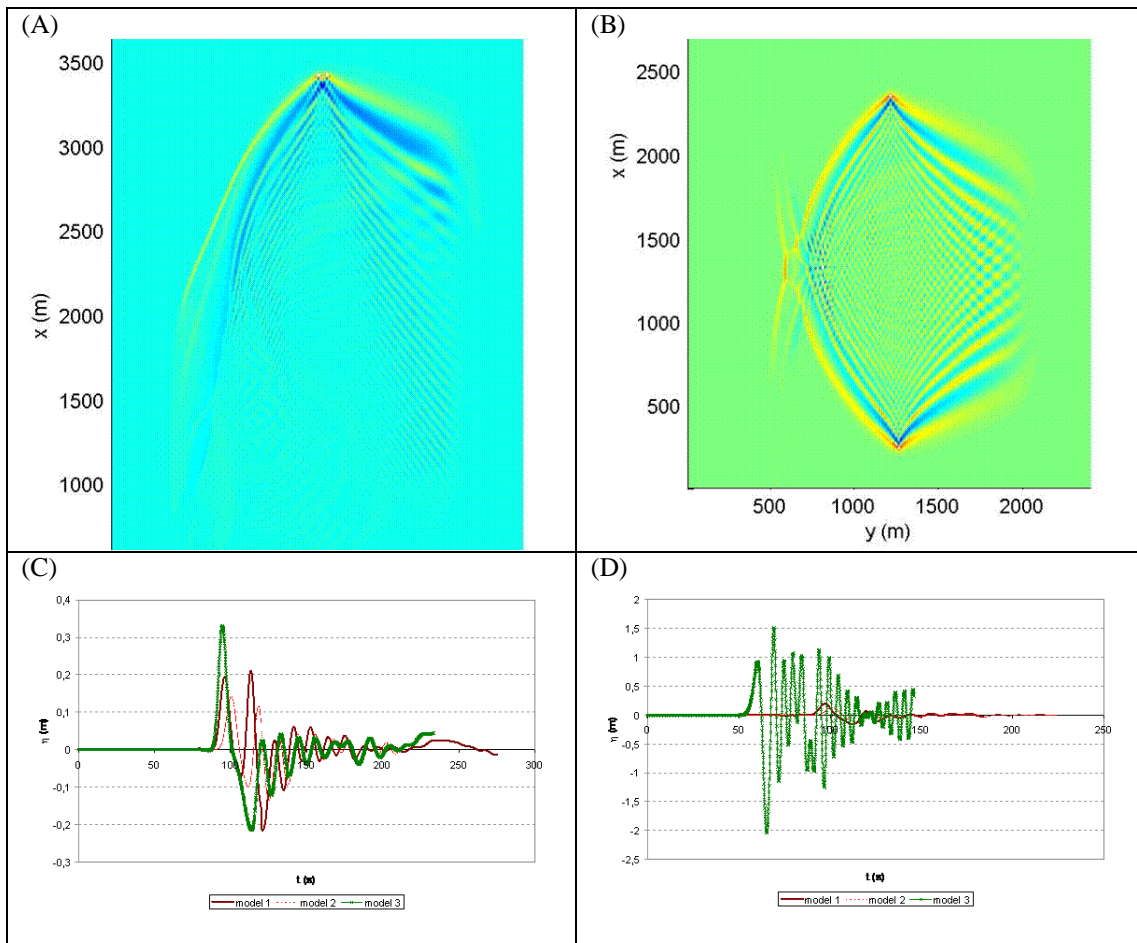 (A)
3500
3000
2500
2000
1500
1000
x (m)
(B)
2500
2000
1500
1000
500
x (m)
500 1000 1500 2000
y (m)
(C)
0,4
0,3
0,2
0,1
0
-0,1
-0,2
-0,3
η (m)
0 50 100 150 200 250 300
t (s)
model 1 model 2 model 3
(D)
2
1,5
1
0,5
0
-0,5
-1
-1,5
-2
-2,5
η (m)
0 50 100 150 200 250
t (s)
model 1 model 2 model 3